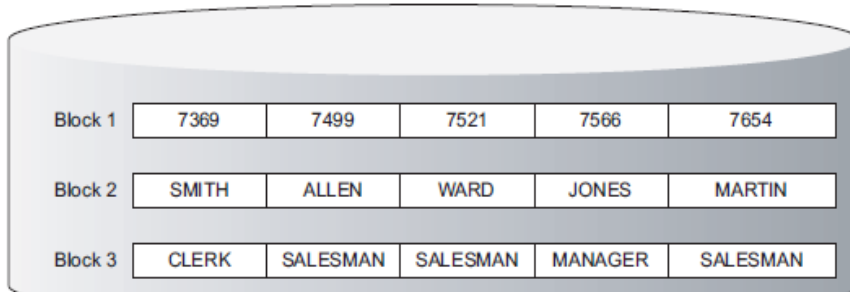 Block 1 7369 7499 7521 7566 7654
Block 2 SMITH ALLEN WARD JONES MARTIN
Block 3 CLERK SALESMAN SALESMAN MANAGER SALESMAN